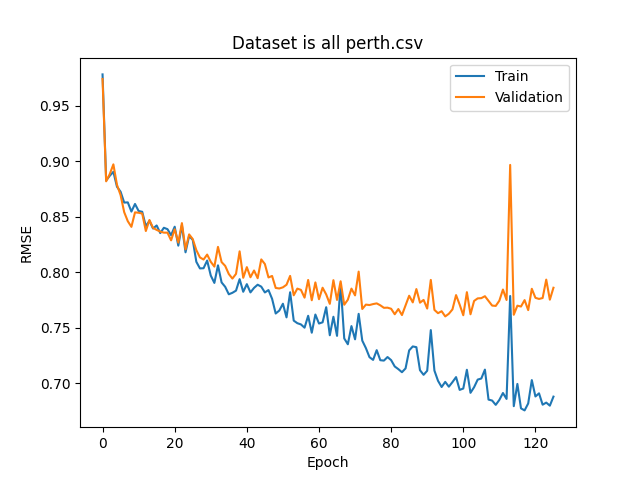 Dataset is all perth.csv
Train
Validation
0.95
0.90
0.85
0.80
0.75
0.70
RMSE
0 20 40 60 80 100 120
Epoch